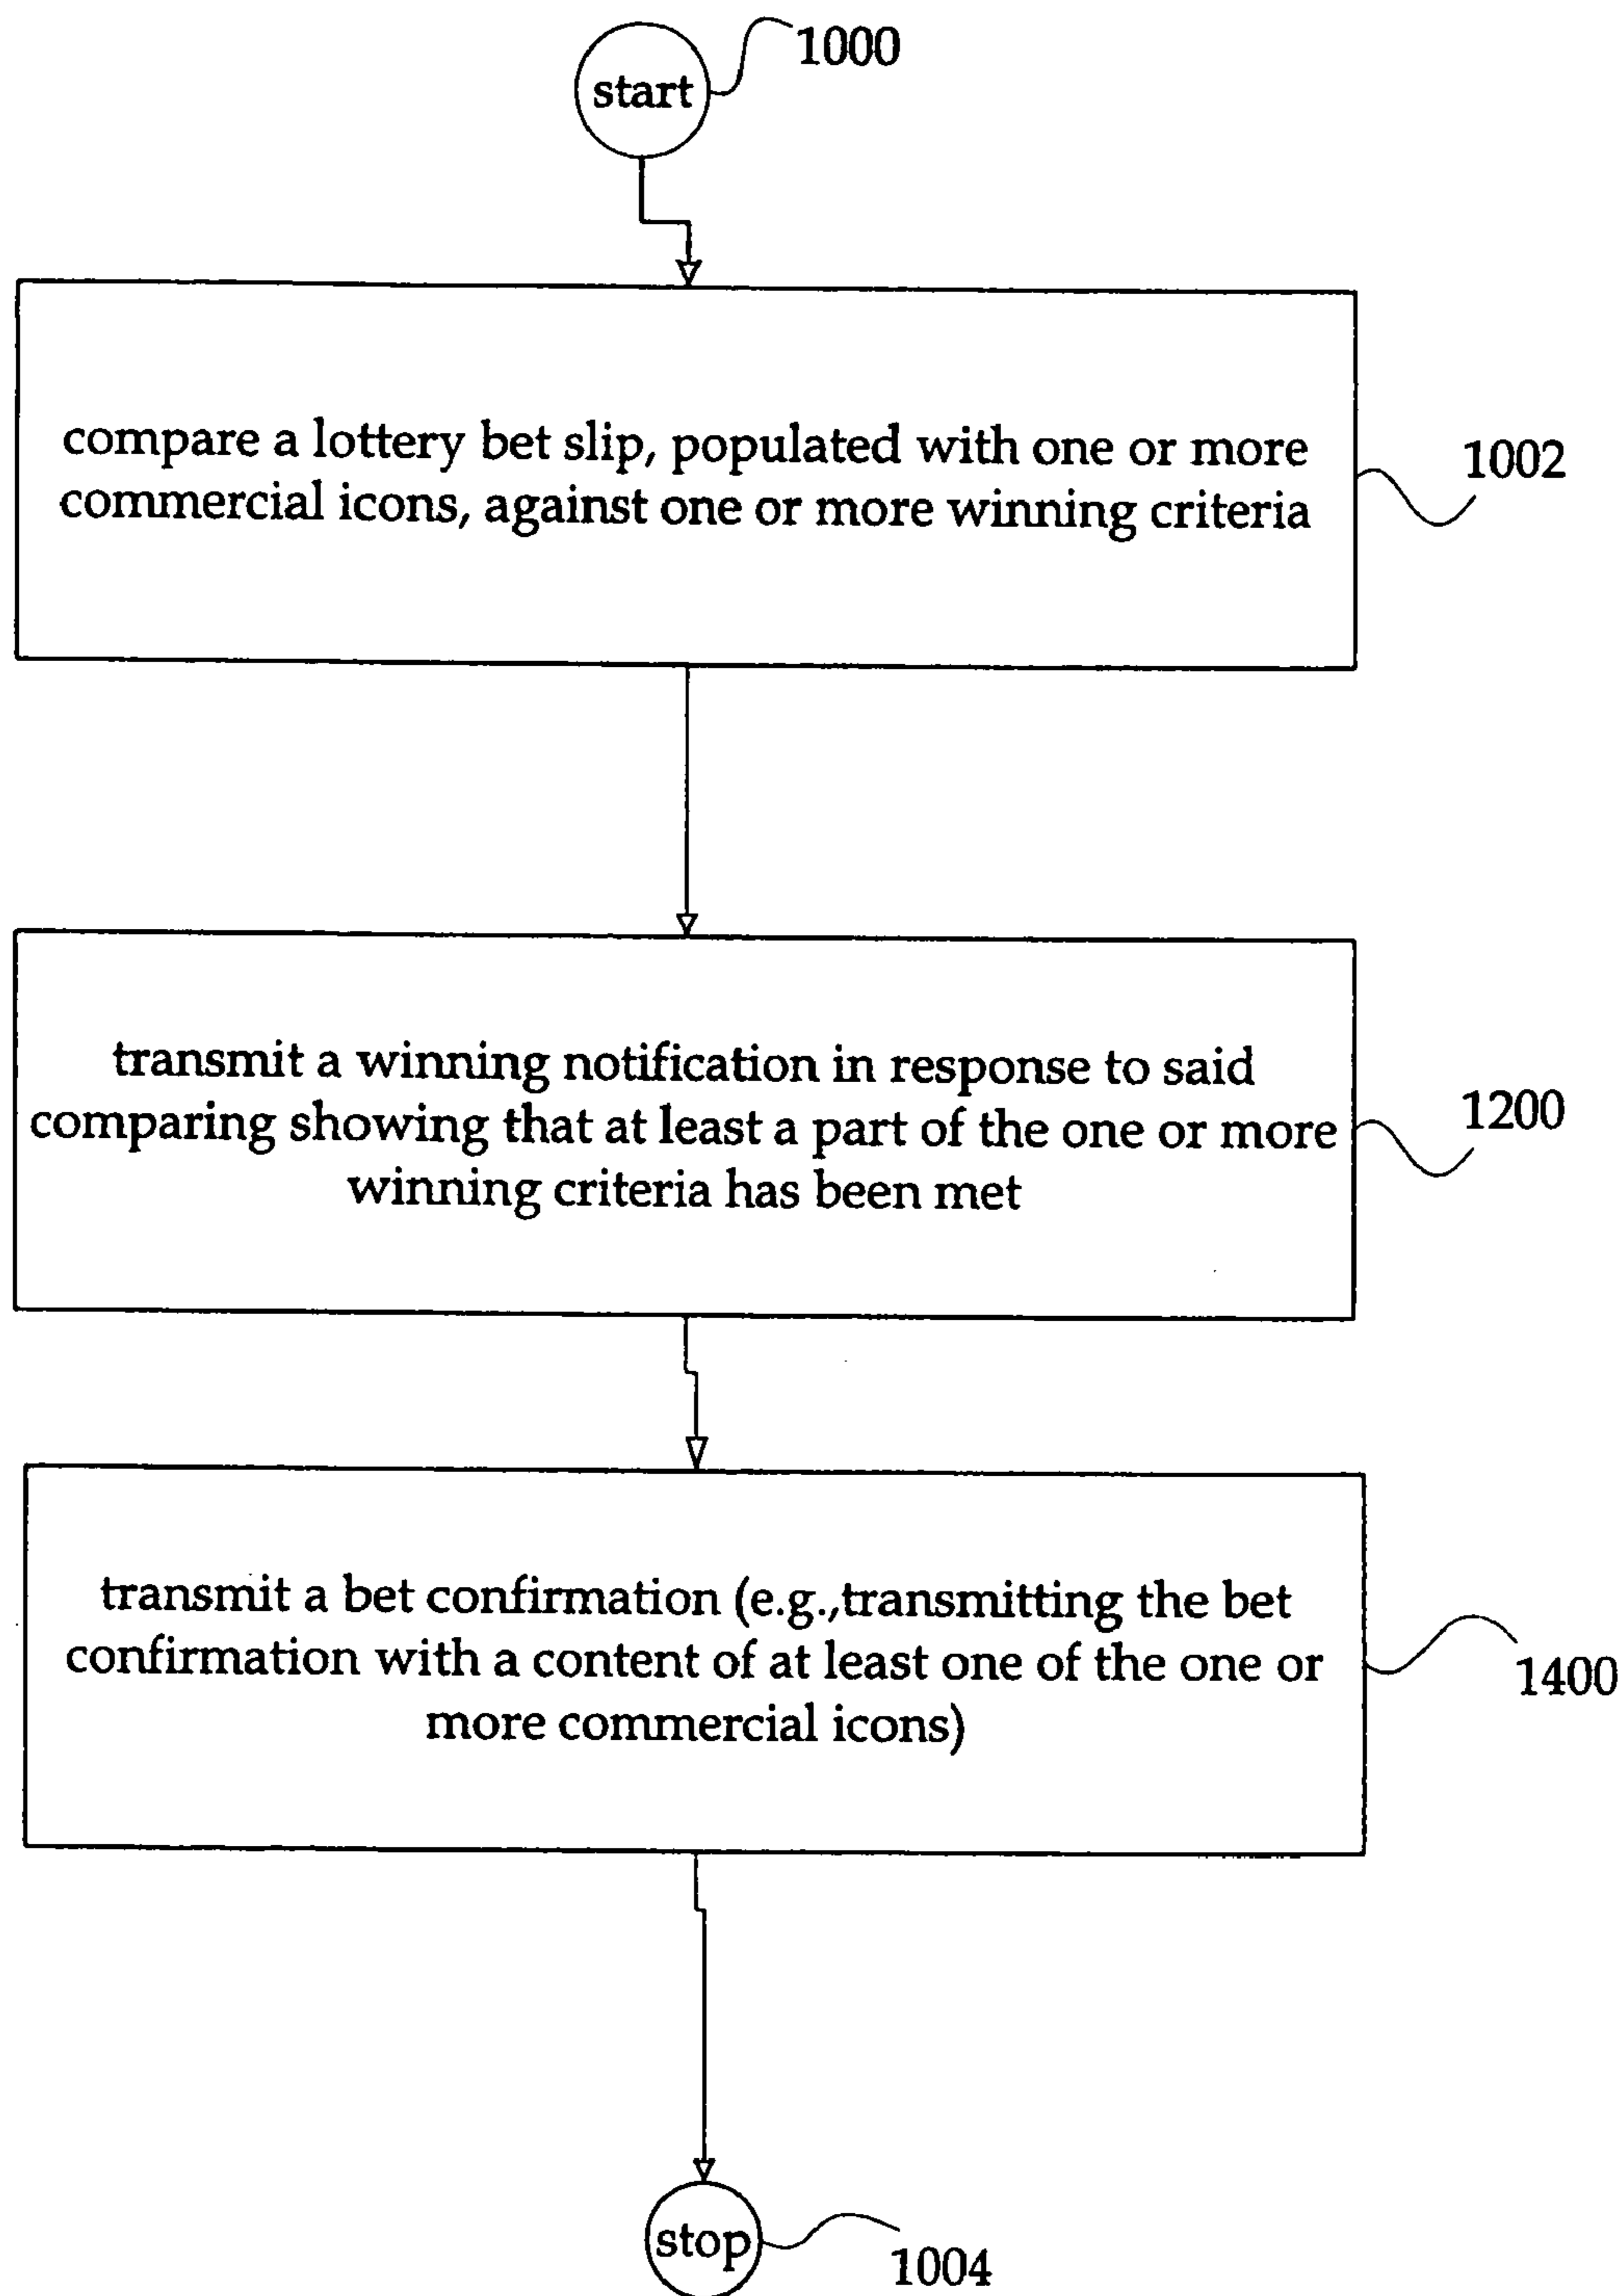 start
1000
compare a lottery bet slip, populated with one or more
commercial icons, against one or more winning criteria
1002
transmit a winning notification in response to said
comparing showing that at least a part of the one or more
winning criteria has been met
1200
transmit a bet confirmation (e.g.,transmitting the bet
confirmation with a content of at least one of the one or
more commercial icons)
1400
stop
1004